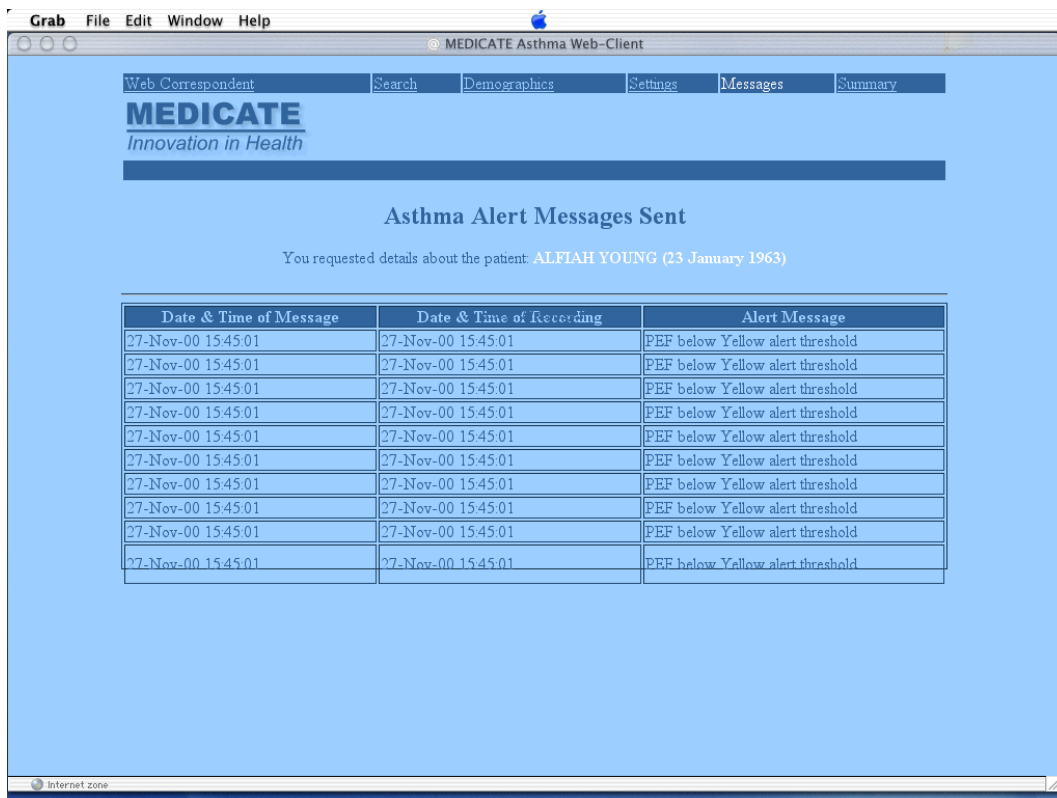 Grab File Edit Window Help
@ MEDICATE Asthma Web-Client
Web Correspondent Search Demographics Settings Messages Summary
MEDICATE
Innovation in Health
Asthma Alert Messages Sent
You requested details about the patient: ALFIAH YOUNG (23 January 1963)
Date & Time of Message Date & Time of Recording Alert Message
27-Nov-00 15:45:01 27-Nov-00 15:45:01 PEF below Yellow alert threshold
27-Nov-00 15:45:01 27-Nov-00 15:45:01 PEF below Yellow alert threshold
27-Nov-00 15:45:01 27-Nov-00 15:45:01 PEF below Yellow alert threshold
27-Nov-00 15:45:01 27-Nov-00 15:45:01 PEF below Yellow alert threshold
27-Nov-00 15:45:01 27-Nov-00 15:45:01 PEF below Yellow alert threshold
27-Nov-00 15:45:01 27-Nov-00 15:45:01 PEF below Yellow alert threshold
27-Nov-00 15:45:01 27-Nov-00 15:45:01 PEF below Yellow alert threshold
27-Nov-00 15:45:01 27-Nov-00 15:45:01 PEF below Yellow alert threshold
27-Nov-00 15:45:01 27-Nov-00 15:45:01 PEF below Yellow alert threshold
27-Nov-00 15:45:01 27-Nov-00 15:45:01 PEF below Yellow alert threshold
Internet zone